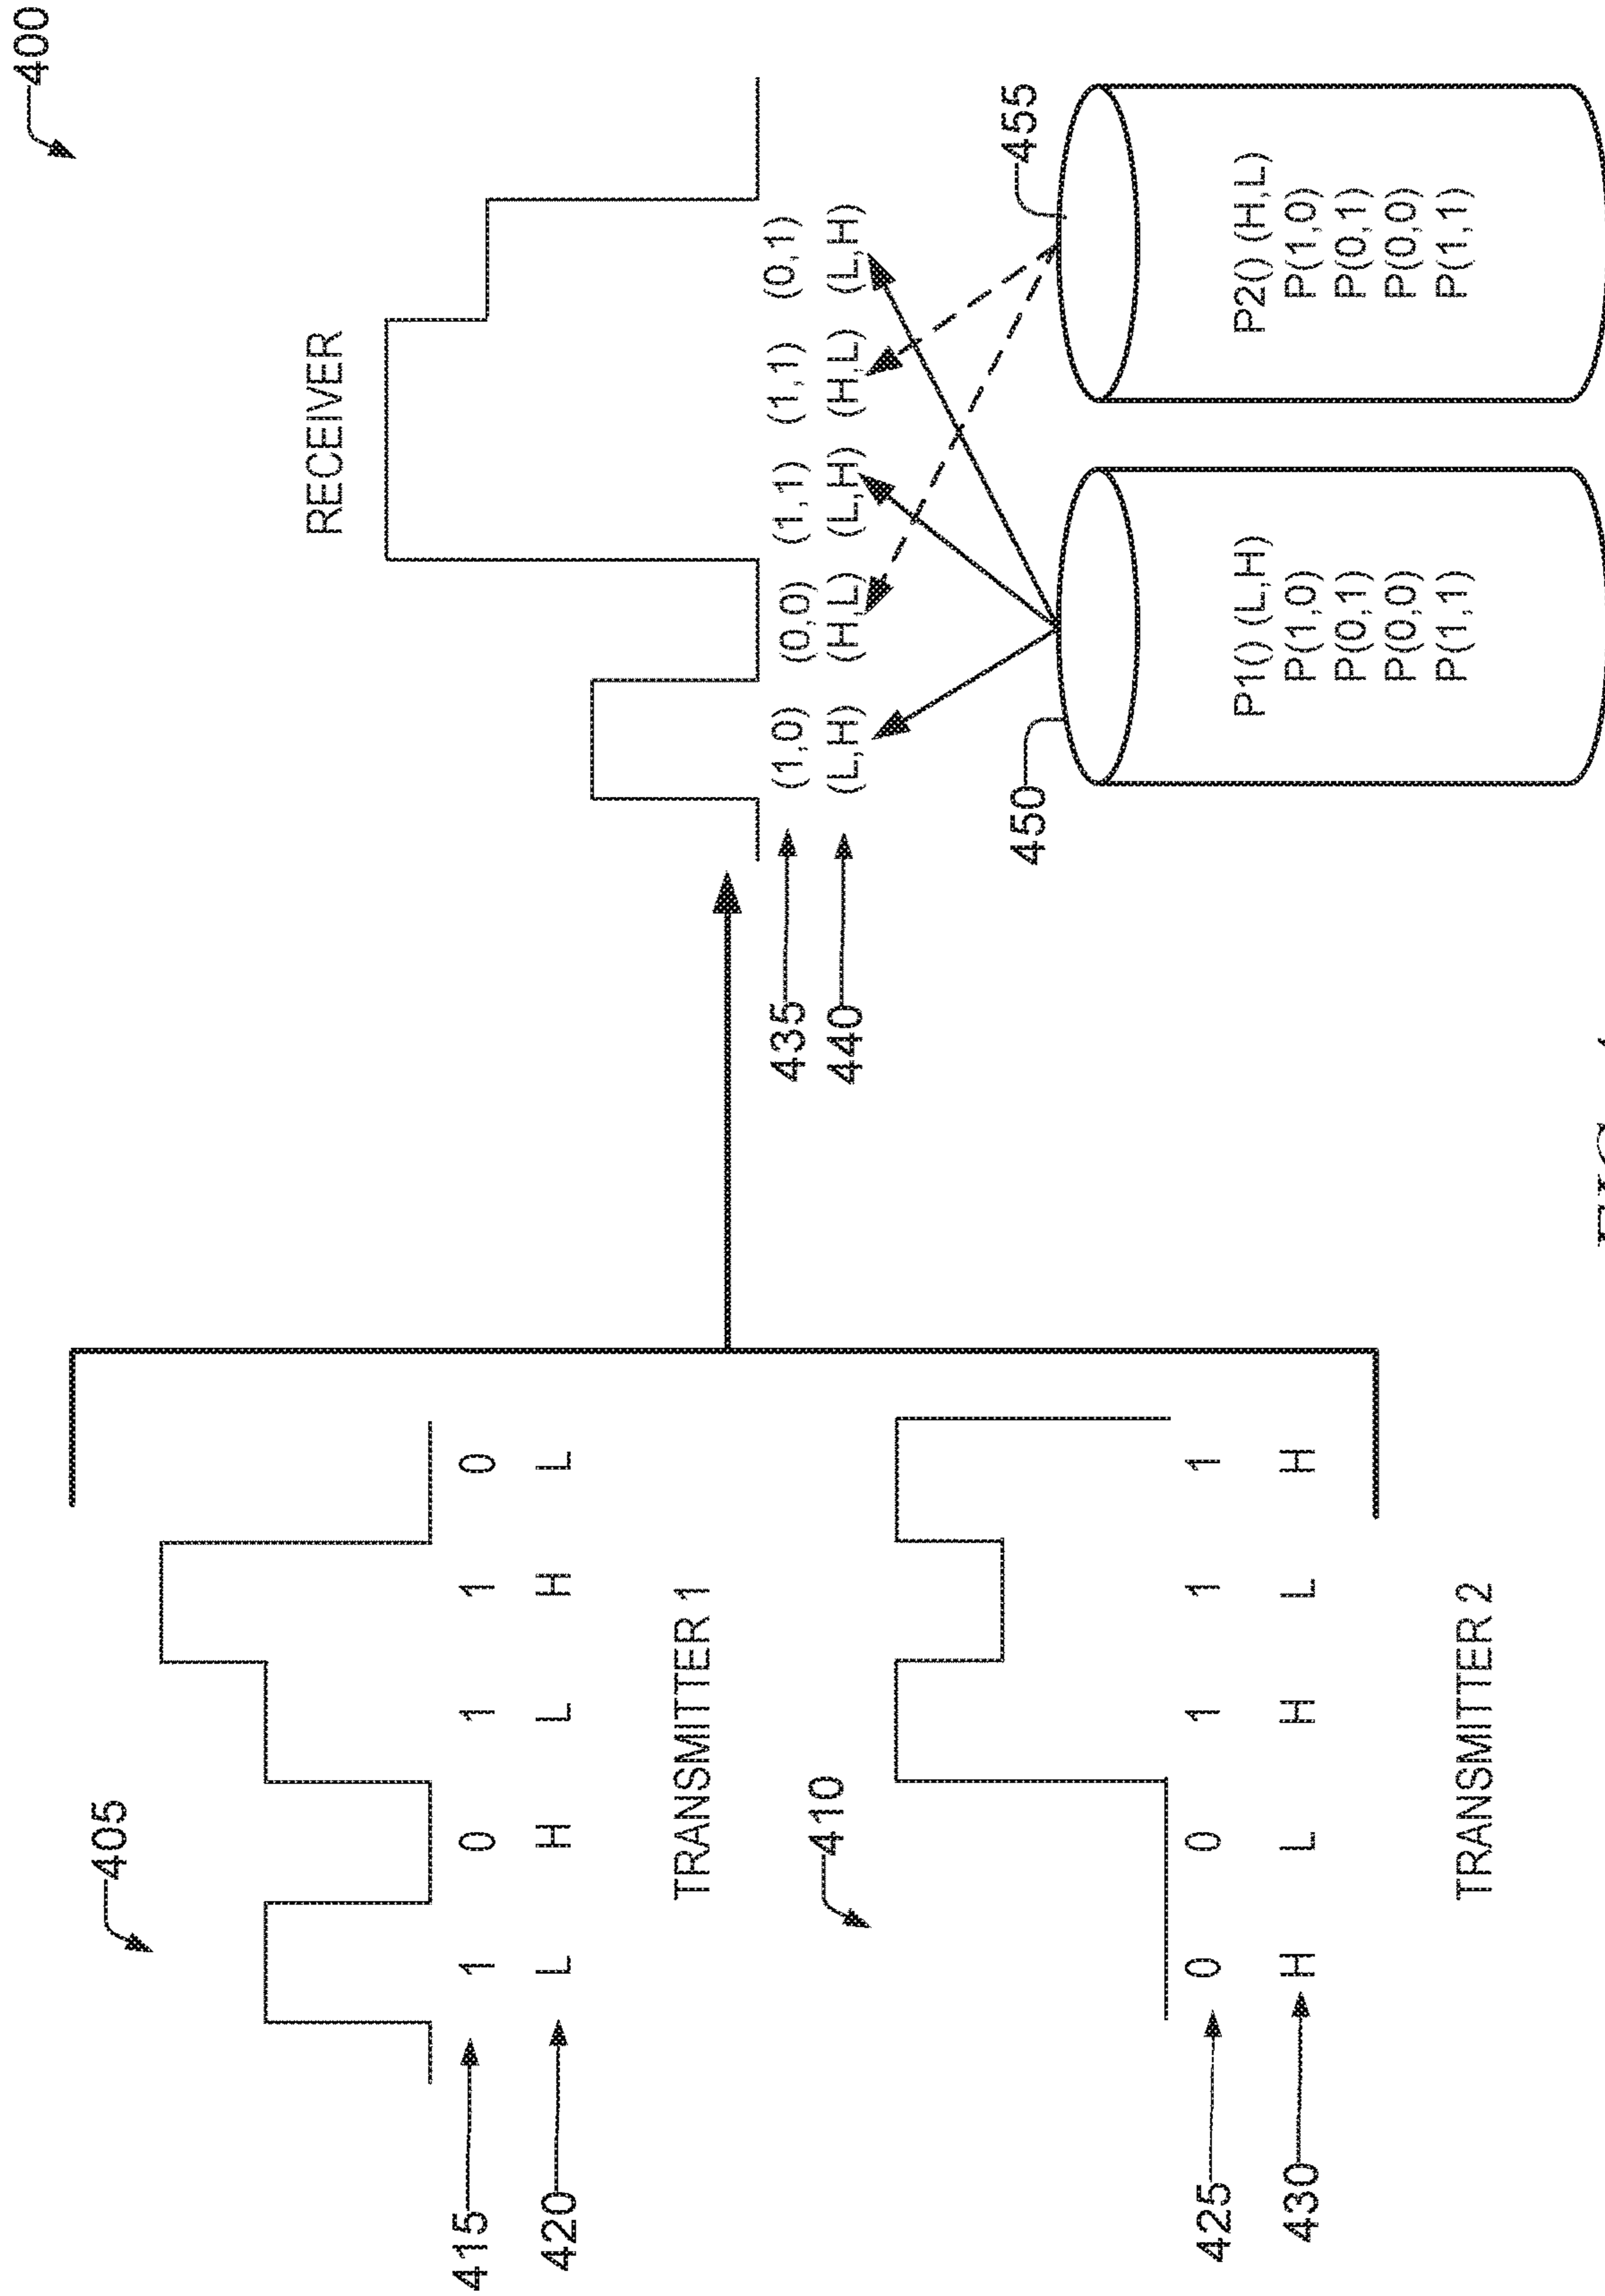 400
405
1 0 1 1 0
415
L H L H L
420
TRANSMITTER 1
410
0 0 1 1 1
425
H L H L H
430
TRANSMITTER 2
RECEIVER
(1,0) (0,0) (1,1) (1,1) (0,1)
435
(L,H) (H,L) (L,H) (H,L) (L,H)
440
450
P1() (L,H)
P(1,0)
P(0,1)
P(0,0)
P(1,1)
455
P2() (H,L)
P(1,0)
P(0,1)
P(0,0)
P(1,1)